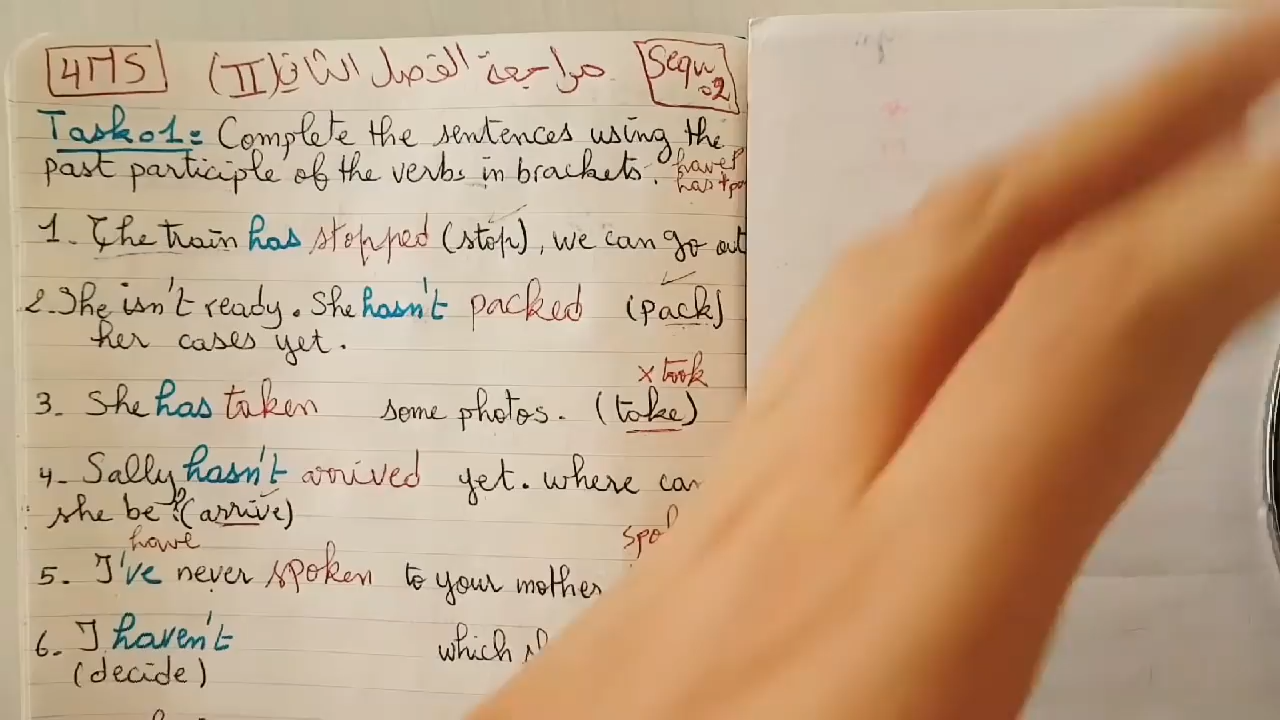 4MS مراجعة الفصل الثاني (II) Sequ 02
Task 01: Complete the sentences using the
past participle of the verbs in brackets. have/
has + pp
1. The train has stopped (stop), we can go out
2. She isn't ready. She hasn't packed (pack)
her cases yet.
x took
3. She has taken some photos. (take)
4. Sally hasn't arrived yet. where can
she be? (arrive)
have
5. I've never spoken to your mother
6. I haven't which
(decide)